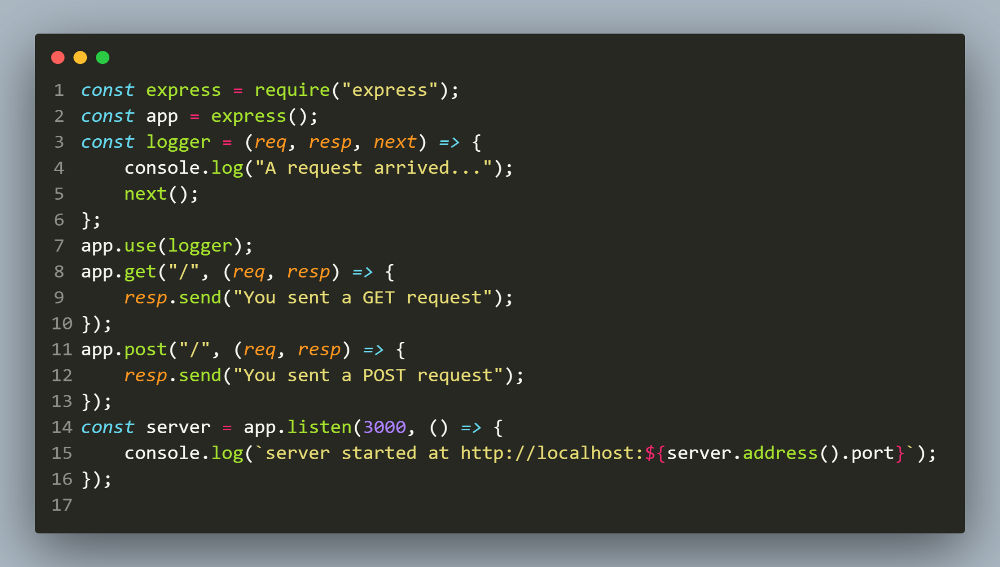 1 const express = require("express");
2 const app = express();
3 const logger = (req, resp, next) => {
4     console.log("A request arrived...");
5     next();
6 };
7 app.use(logger);
8 app.get("/", (req, resp) => {
9     resp.send("You sent a GET request");
10 });
11 app.post("/", (req, resp) => {
12     resp.send("You sent a POST request");
13 });
14 const server = app.listen(3000, () => {
15     console.log(`server started at http://localhost:${server.address().port}`);
16 });
17